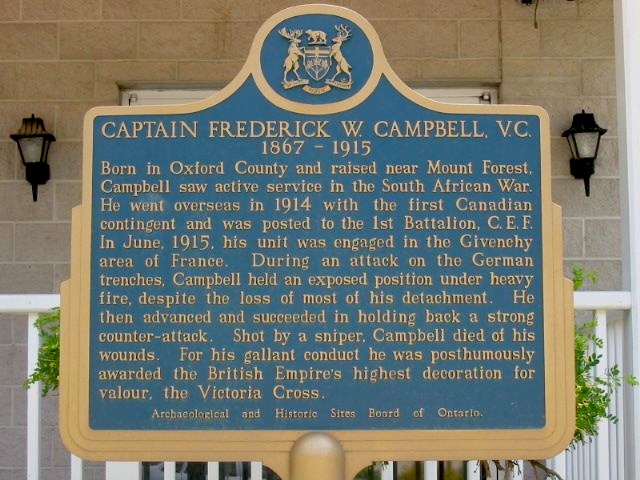 CAPTAIN FREDERICK W. CAMPBELL, V.C.
1867 - 1915
Born in Oxford County and raised near Mount Forest,
Campbell saw active service in the South African War.
He went overseas in 1914 with the first Canadian
contingent and was posted to the 1st Battalion, C.E.F.
In June, 1915, his unit was engaged in the Givenchy
area of France. During an attack on the German
trenches, Campbell held an exposed position under heavy
fire, despite the loss of most of his detachment. He
then advanced and succeeded in holding back a strong
counter-attack. Shot by a sniper, Campbell died of his
wounds. For his gallant conduct he was posthumously
awarded the British Empire's highest decoration for
valour, the Victoria Cross.
Archaeological and Historic Sites Board of Ontario.